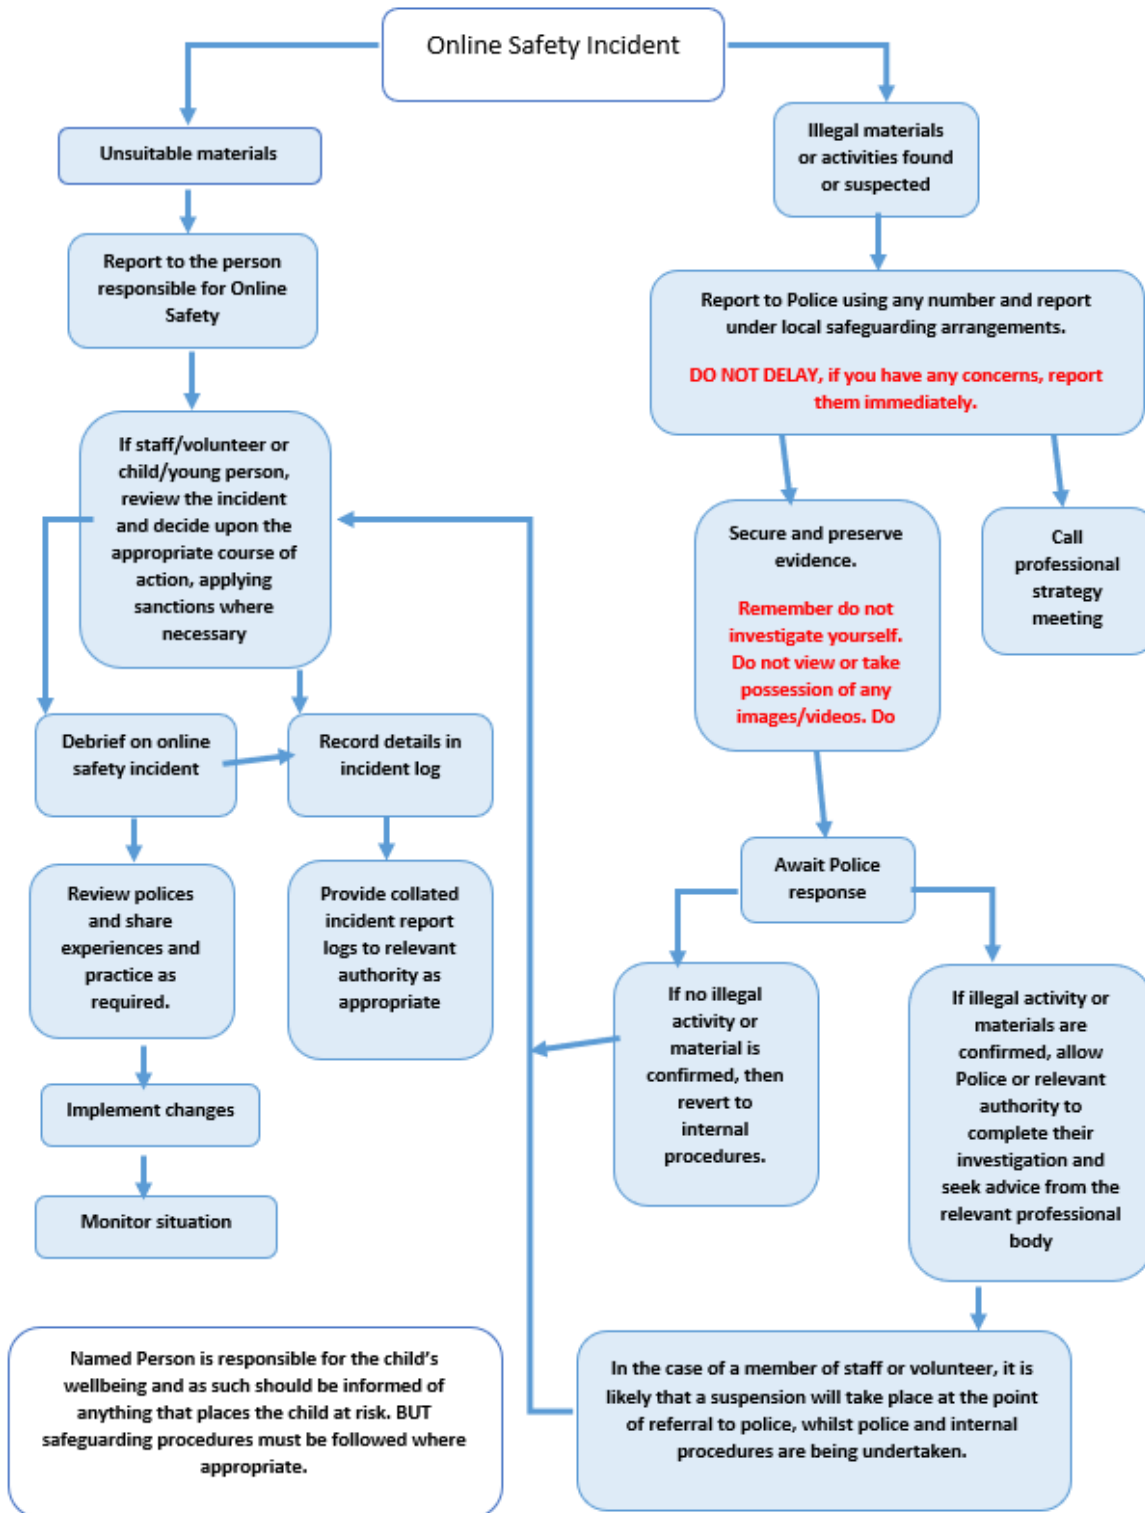 Online Safety Incident
Unsuitable materials
Illegal materials
or activities found
or suspected
Report to the person
responsible for Online
Safety
Report to Police using any number and report
under local safeguarding arrangements.
DO NOT DELAY, if you have any concerns, report
them immediately.
If staff/volunteer or
child/young person,
review the incident
and decide upon the
appropriate course of
action, applying
sanctions where
necessary
Secure and preserve
evidence.
Remember do not
investigate yourself.
Do not view or take
possession of any
images/videos. Do
Call
professional
strategy
meeting
Debrief on online
safety incident
Record details in
incident log
Await Police
response
Review polices
and share
experiences and
practice as
required.
Provide collated
incident report
logs to relevant
authority as
appropriate
If no illegal
activity or
material is
confirmed, then
revert to
internal
procedures.
If illegal activity or
materials are
confirmed, allow
Police or relevant
authority to
complete their
investigation and
seek advice from the
relevant professional
body
Implement changes
Monitor situation
Named Person is responsible for the child's
wellbeing and as such should be informed of
anything that places the child at risk. BUT
safeguarding procedures must be followed where
appropriate.
In the case of a member of staff or volunteer, it is
likely that a suspension will take place at the point
of referral to police, whilst police and internal
procedures are being undertaken.